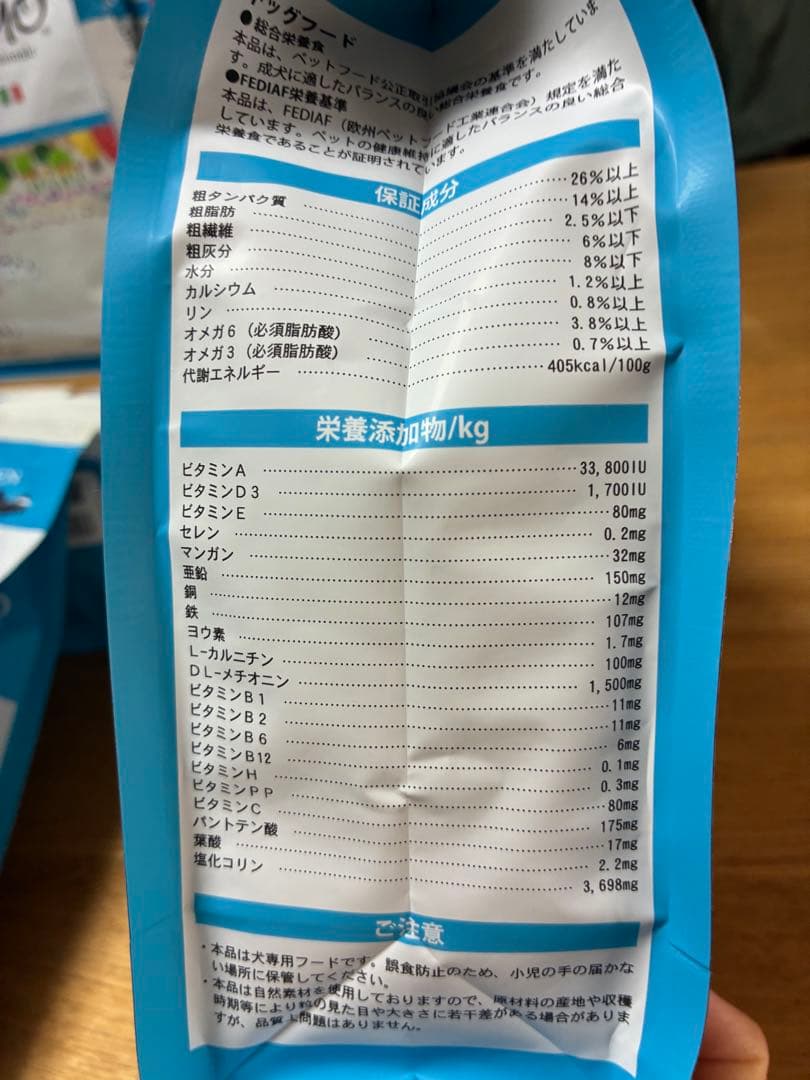 ドッグフード
●総合栄養食
本品は、ペットフード公正取引協議会の基準を満たしていま
す。成犬に適したバランスの良い総合栄養食です。
●FEDIAF栄養基準
本品は、FEDIAF（欧州ペットフード工業連合会）規定を満た
しています。ペットの健康維持に適したバランスの良い総合
栄養食であることが証明されています。
保証成分
粗タンパク質 26%以上
粗脂肪 14%以上
粗繊維 2.5%以下
粗灰分 6%以下
水分 8%以下
カルシウム 1.2%以上
リン 0.8%以上
オメガ6（必須脂肪酸） 3.8%以上
オメガ3（必須脂肪酸） 0.7%以上
代謝エネルギー 405kcal/100g
栄養添加物/kg
ビタミンA 33,800IU
ビタミンD3 1,700IU
ビタミンE 80mg
セレン 0.2mg
マンガン 32mg
亜鉛 150mg
銅 12mg
鉄 107mg
ヨウ素 1.7mg
L-カルニチン 100mg
DL-メチオニン 1,500mg
ビタミンB1 11mg
ビタミンB2 11mg
ビタミンB6 6mg
ビタミンB12 0.1mg
ビタミンH 0.3mg
ビタミンPP 80mg
ビタミンC 175mg
パントテン酸 17mg
葉酸 2.2mg
塩化コリン 3,698mg
ご注意
・本品は犬専用フードです。誤食防止のため、小児の手の届かな
い場所に保管してください。
・本品は自然素材を使用しておりますので、原材料の産地や収穫
時期等により粒の見た目や大きさに若干差がある場合がありま
すが、品質上問題はありません。